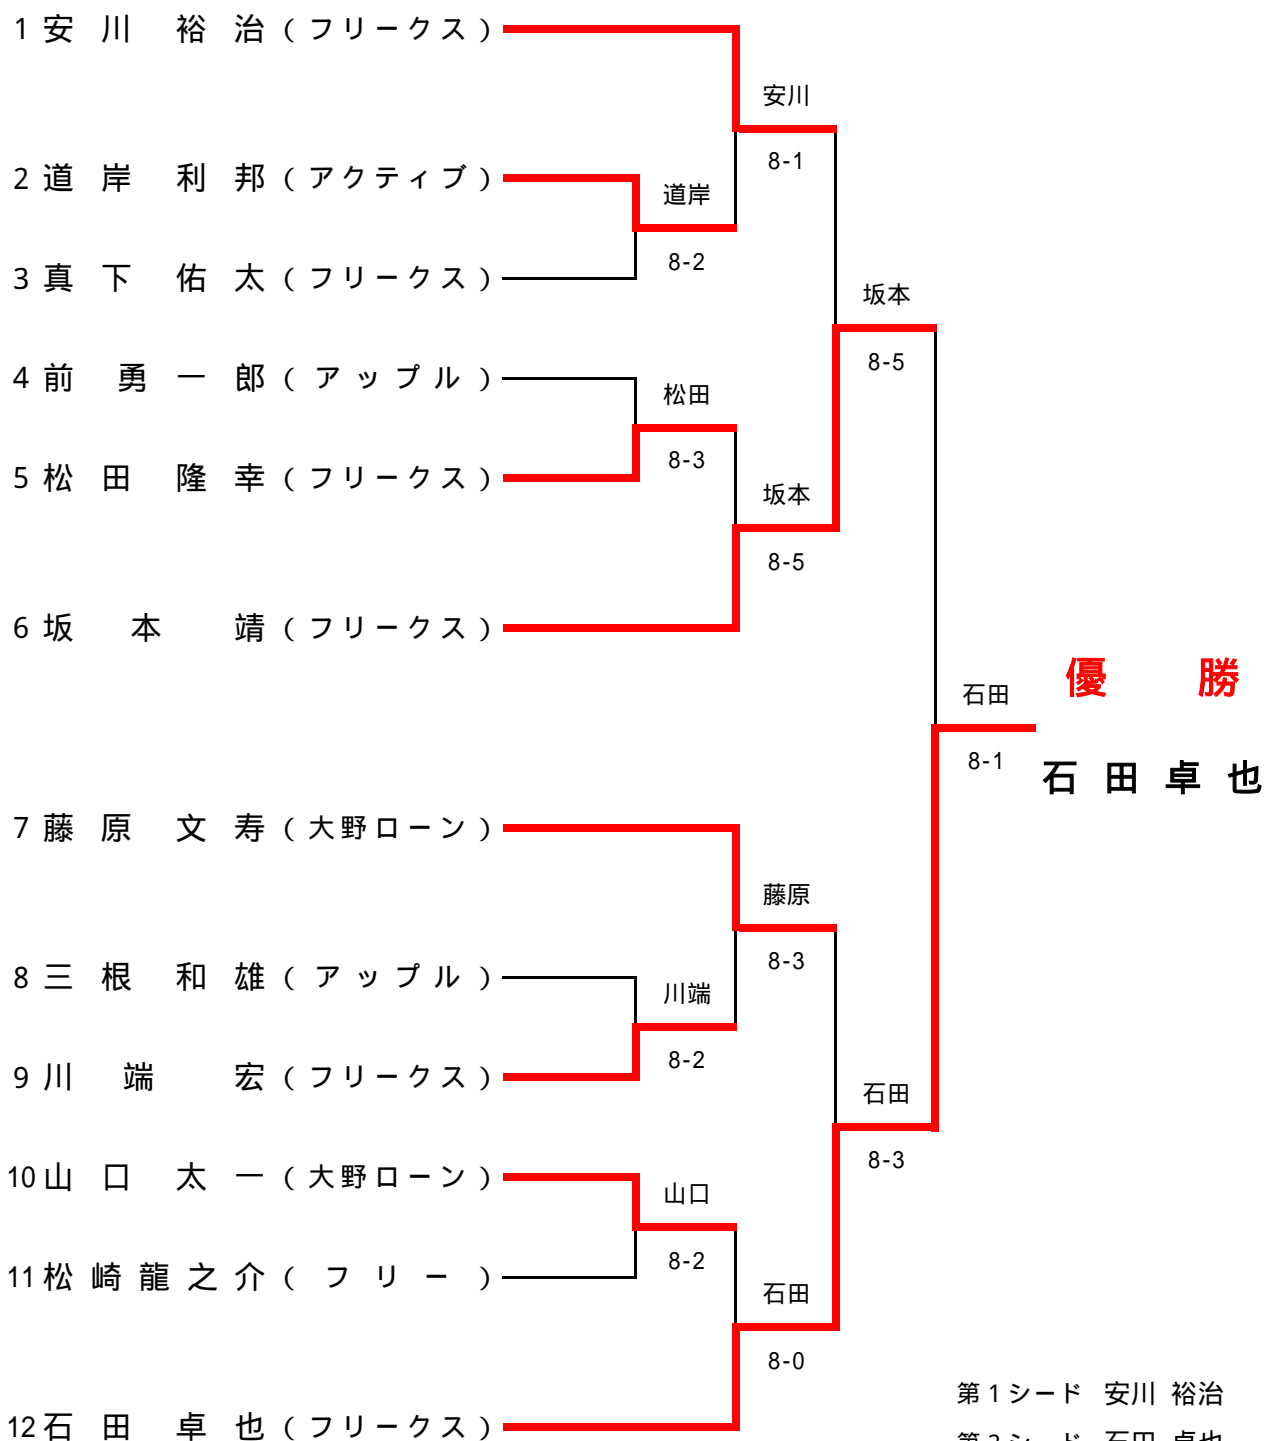 1 安川 裕治 (フリークス)
安川
8-1
2 道岸 利邦 (アクティブ)
道岸
8-2
3 真下 佑太 (フリークス)
坂本
8-5
4 前 勇一郎 (アップル)
松田
8-3
5 松田 隆幸 (フリークス)
坂本
8-5
6 坂本 靖 (フリークス)
優勝
石田
8-1
石田卓也
7 藤原 文寿 (大野ローン)
藤原
8-3
8 三根 和雄 (アップル)
川端
8-2
9 川端 宏 (フリークス)
石田
8-3
10 山口 太一 (大野ローン)
山口
8-2
11 松崎龍之介 (フリー)
石田
8-0
第1シード 安川 裕治
12 石田 卓也 (フリークス)
第2シード 石田 卓也